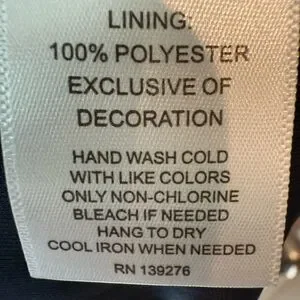 LINING:
100% POLYESTER
EXCLUSIVE OF
DECORATION
HAND WASH COLD
WITH LIKE COLORS
ONLY NON-CHLORINE
BLEACH IF NEEDED
HANG TO DRY
COOL IRON WHEN NEEDED
RN 139276